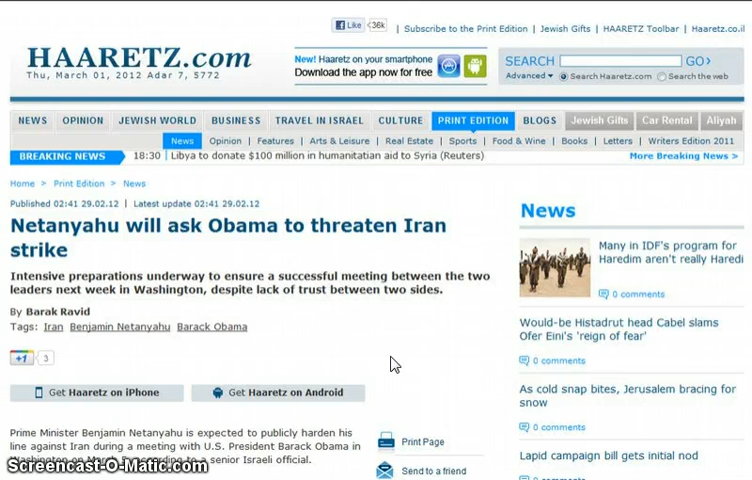 Like 36k | Subscribe to the Print Edition | Jewish Gifts | HAARETZ Toolbar | Haaretz.co.il
HAARETZ.com
Thu, March 01, 2012 Adar 7, 5772
New! Haaretz on your smartphone
Download the app now for free
SEARCH GO>
Advanced Search Haaretz.com Search the web
NEWS OPINION JEWISH WORLD BUSINESS TRAVEL IN ISRAEL CULTURE PRINT EDITION BLOGS Jewish Gifts Car Rental Aliyah
News | Opinion | Features | Arts & Leisure | Real Estate | Sports | Food & Wine | Books | Letters | Writers Edition 2011
BREAKING NEWS 18:30 | Libya to donate $100 million in humanitarian aid to Syria (Reuters) More Breaking News >
Home > Print Edition > News
Published 02:41 29.02.12 | Latest update 02:41 29.02.12
Netanyahu will ask Obama to threaten Iran
strike
Intensive preparations underway to ensure a successful meeting between the two
leaders next week in Washington, despite lack of trust between two sides.
By Barak Ravid
Tags: Iran Benjamin Netanyahu Barack Obama
+1 3
Get Haaretz on iPhone Get Haaretz on Android
Prime Minister Benjamin Netanyahu is expected to publicly harden his
line against Iran during a meeting with U.S. President Barack Obama in
Washington on March according to a senior Israeli official.
Screencast-O-Matic.com
Print Page
Send to a friend
News
Many in IDF's program for
Haredim aren't really Haredi
0 comments
Would-be Histadrut head Cabel slams
Ofer Eini's 'reign of fear'
0 comments
As cold snap bites, Jerusalem bracing for
snow
0 comments
Lapid campaign bill gets initial nod